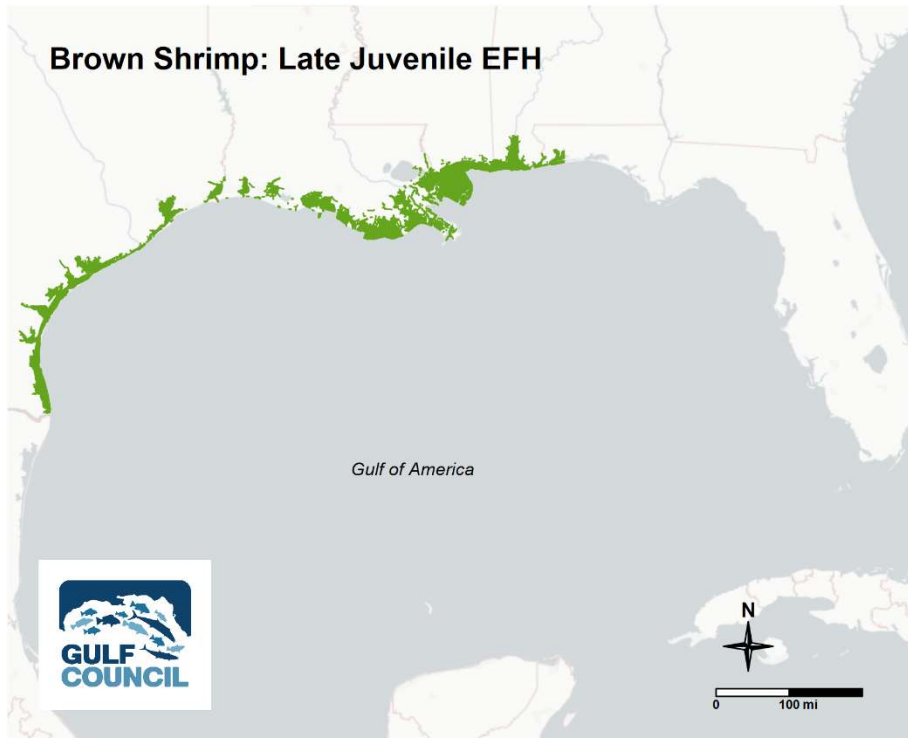 Brown Shrimp: Late Juvenile EFH
Gulf of America
GULF
COUNCIL
N
0 100 mi